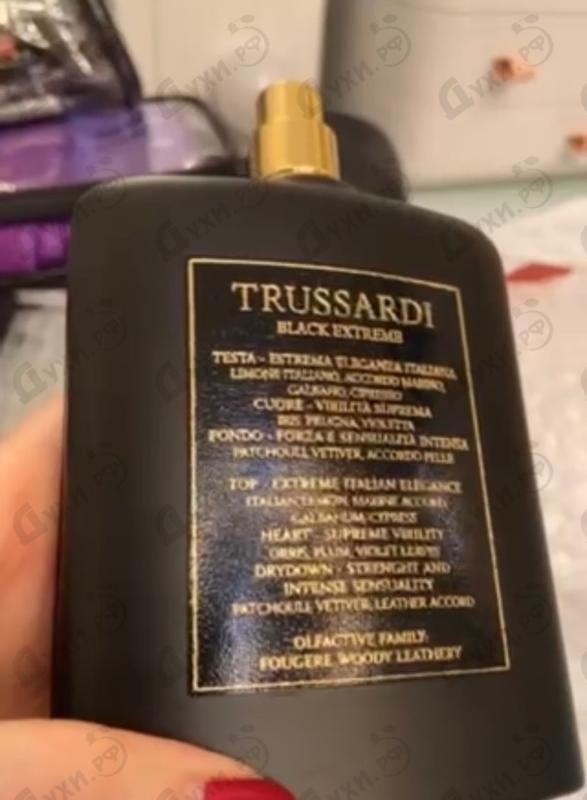 TRUSSARDI
BLACK EXTREME
TESTA - ESTREMA ELEGANZA ITALIANA
LIMONE ITALIANO, ACCORDO MARINO,
GALBANO, CIPRESSO
CUORE - VIRILITÀ SUPREMA
IRIS, PRUGNA, VIOLETTA
FONDO - FORZA E SENSUALITÀ INTENSA
PATCHOULI, VETIVER, ACCORDO PELLE
TOP - EXTREME ITALIAN ELEGANCE
ITALIAN LEMON, MARINE ACCORD,
GALBANUM, CYPRESS
HEART - SUPREME VIRILITY
ORRIS, PLUM, VIOLET LEAVES
DRYDOWN - STRENGHT AND
INTENSE SENSUALITY
PATCHOULI, VETIVER, LEATHER ACCORD
OLFACTIVE FAMILY:
FOUGERE WOODY LEATHERY